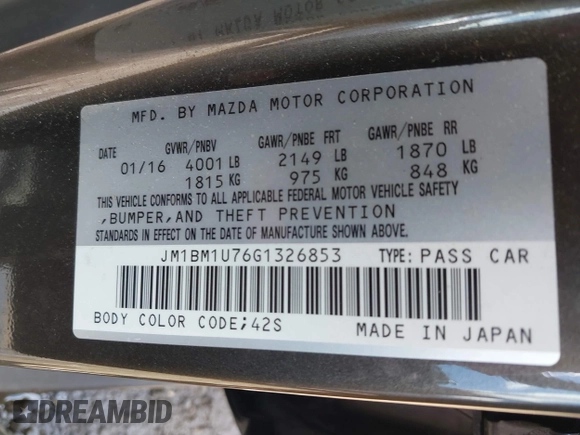 MFD. BY MAZDA MOTOR CORPORATION
DATE GVWR/PNBV GAWR/PNBE FRT GAWR/PNBE RR
01/16 4001 LB 2149 LB 1870 LB
1815 KG 975 KG 848 KG
THIS VEHICLE CONFORMS TO ALL APPLICABLE FEDERAL MOTOR VEHICLE SAFETY
,BUMPER,AND THEFT PREVENTION
STANDARDS IN EFFECT ON THE DATE OF MANUFACTURE SHOWN ABOVE.
JM1BM1U76G1326853 TYPE: PASS CAR
BODY COLOR CODE;42S MADE IN JAPAN
DREAMBID